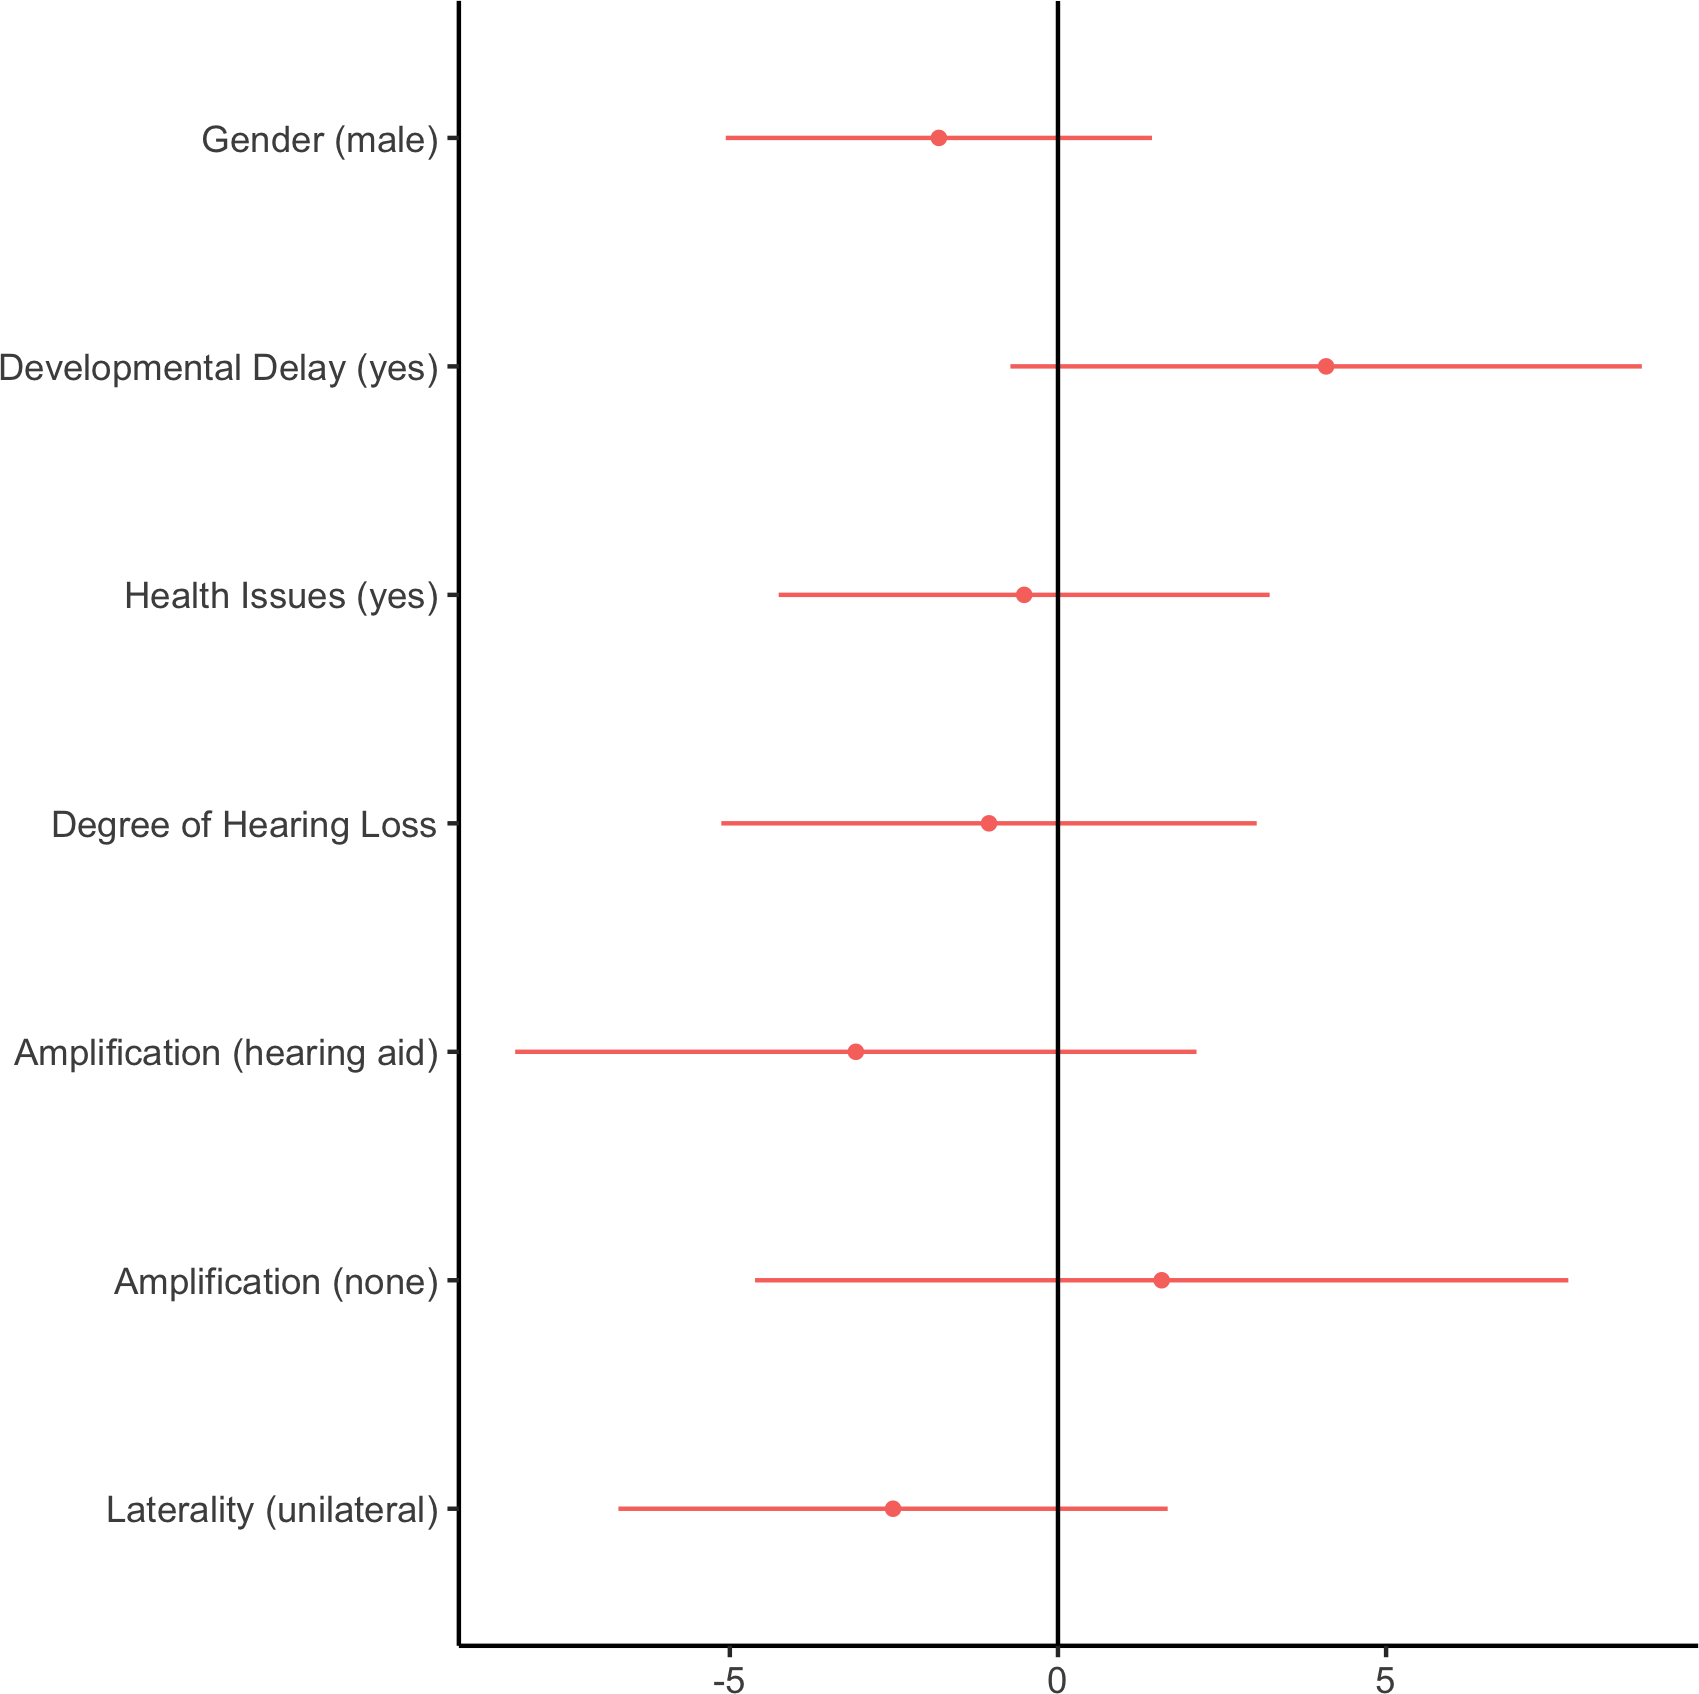 Gender (male)
Developmental Delay (yes)
Health Issues (yes)
Degree of Hearing Loss
Amplification (hearing aid)
Amplification (none)
Laterality (unilateral)
-5 0 5